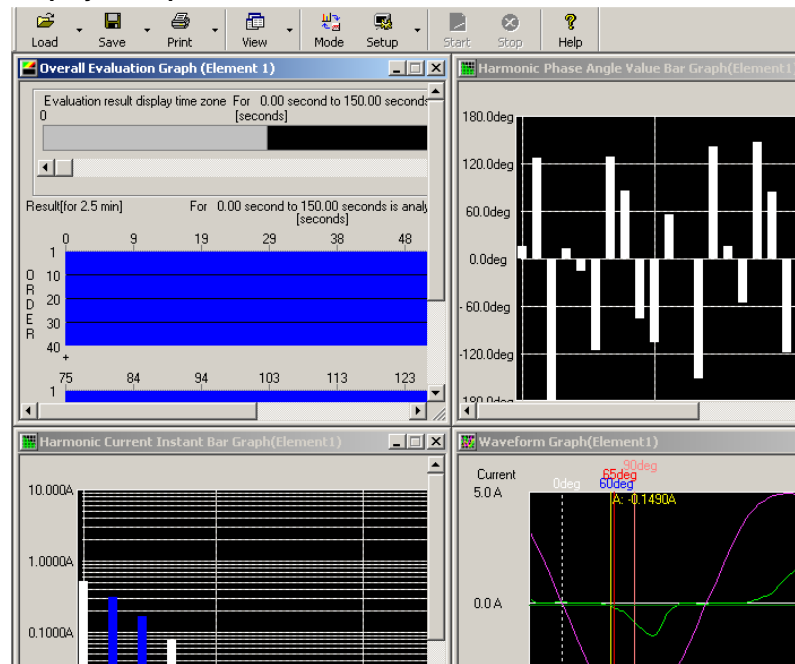 Load Save Print View Mode Setup Start Stop Help
Overall Evaluation Graph (Element 1)
Evaluation result display time zone For 0.00 second to 150.00 seconds
0 [seconds]
Result[for 2.5 min] For 0.00 second to 150.00 seconds is analy
[seconds]
0 9 19 29 38 48
1
10
20
30
40
ORDER
+
75 84 94 103 113 123
1
Harmonic Phase Angle Value Bar Graph(Element1
180.0deg
120.0deg
60.0deg
0.0deg
- 60.0deg
-120.0deg
-180.0deg
Harmonic Current Instant Bar Graph(Element1)
10.000A
1.0000A
0.1000A
Waveform Graph(Element1)
Current
90deg
65deg
0deg 60deg
5.0 A
A: -0.1490A
0.0 A